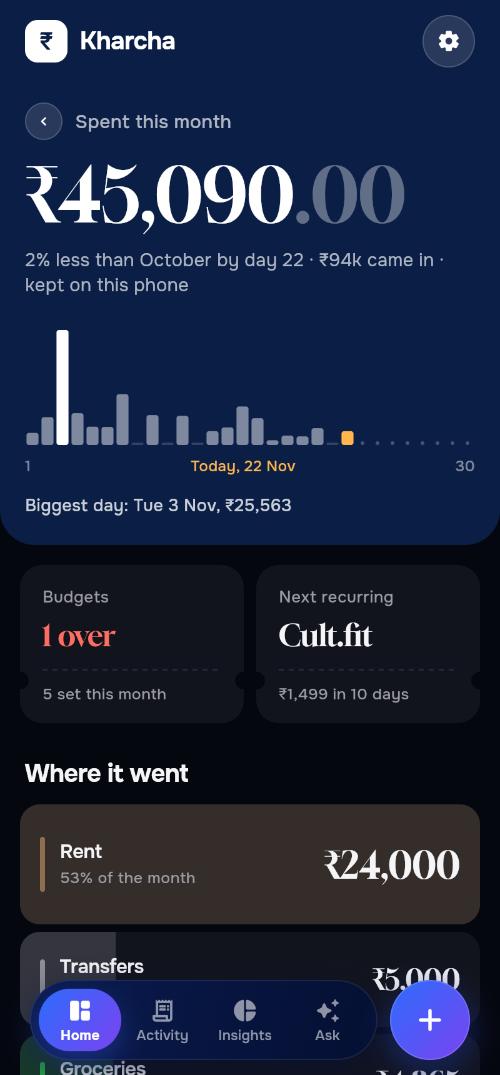 ₹ Kharcha
Spent this month
₹45,090.00
2% less than October by day 22 · ₹94k came in ·
kept on this phone
1 Today, 22 Nov 30
Biggest day: Tue 3 Nov, ₹25,563
Budgets
1 over
5 set this month
Next recurring
Cult.fit
₹1,499 in 10 days
Where it went
Rent
53% of the month
₹24,000
Transfers
₹5,000
Home Activity Insights Ask
Groceries